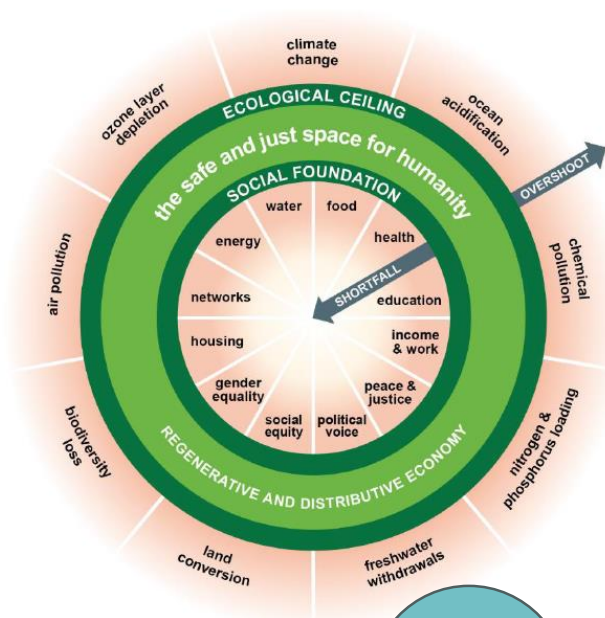 climate
change
ocean
acidification
chemical
pollution
nitrogen &
phosphorus loading
freshwater
withdrawals
land
conversion
biodiversity
loss
air pollution
ozone layer
depletion
OVERSHOOT
ECOLOGICAL CEILING
the safe and just space for humanity
SOCIAL FOUNDATION
water
food
health
SHORTFALL
education
income
& work
peace &
justice
political
voice
social
equity
gender
equality
housing
networks
energy
REGENERATIVE AND DISTRIBUTIVE ECONOMY